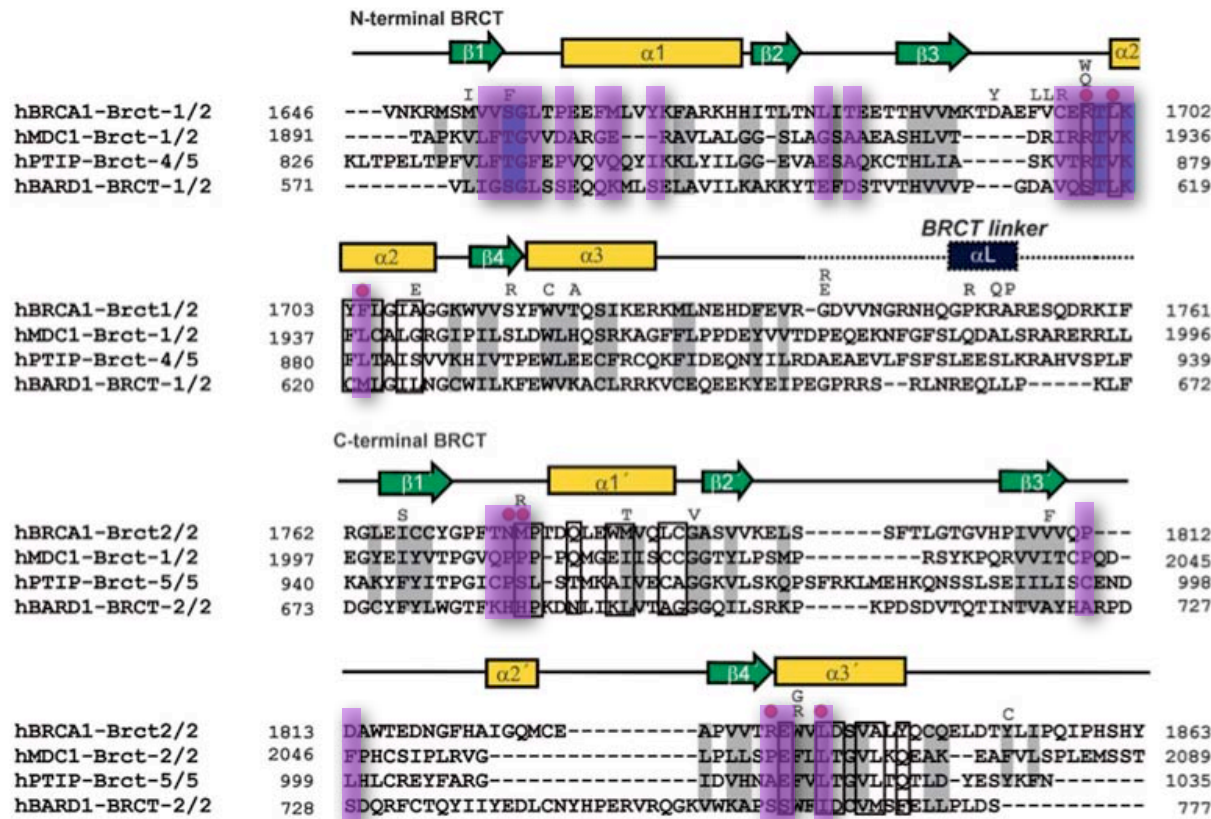 N-terminal BRCT
β1 α1 β2 β3 α2
W
I F Y LL R Q
hBRCA1-Brct-1/2 1646 ---VNKRMSMVVSGLTPEEFMLVYKFARKHHITLTNLITEETTHVVMKTDAEFVCERTLK 1702
hMDC1-Brct-1/2 1891 ------TAPKVLFTGVVDARGE--RAVLALGG-SLAGSAAEASHLVT-----DRIRRTVK 1936
hPTIP-Brct-4/5 826 KLTPELTPFVLFTGFEPVQVQQYIKKLYILGG-EVAESAQKCTHLIA-----SKVTRTVK 879
hBARD1-BRCT-1/2 571 --------VLIGSGLSSEQQKMLSELAVILKAKKYTEFDSTVTHVVVP---GDAVQSTLK 619
BRCT linker
α2 β4 α3 αL
R
E R C A E R QP
hBRCA1-Brct1/2 1703 YFLGIAGGKWVVSYFWVTQSIKERKMLNEHDFEVR-GDVVNGRNHQGPKRARESQDRKIF 1761
hMDC1-Brct-1/2 1937 FLCALGRGIPILSLDWLHQSRKAGFFLPPDEYVVTDPEQEKNFGFSLQDALSRARERRLL 1996
hPTIP-Brct-4/5 880 FLTAISVVKHIVTPEWLEECFRCQKFIDEQNYILRDAEAEVLFSFSLEESLKRAHVSPLF 939
hBARD1-BRCT-1/2 620 CMLGILNGCWILKFEWVKACLRRKVCEQEEKYEIPEGPRRS--RLNREQLLP-----KLF 672
C-terminal BRCT
β1 α1´ β2´ β3´
S R T V F
hBRCA1-Brct2/2 1762 RGLEICCYGPFTNMPTDQLEWMVQLCGASVVKELS------SFTLGTGVHPIVVVQP--- 1812
hMDC1-Brct-1/2 1997 EGYEIYVTPGVQPPPPQMGEIISCCGGTYLPSMP-------RSYKPQRVVITCPQD- 2045
hPTIP-Brct-5/5 940 KAKYFYITPGICPSLSTMKAIVECAGGKVLSKQPSFRKLMEHKQNSSLSEIILISCEND 998
hBARD1-BRCT-2/2 673 DGCYFYLWGTFKHHPKDNLIKLVTAGGGQILSRKP------KPDSDVTQTINTVAYHARPD 727
α2´ β4´ α3´
G
R C
hBRCA1-Brct2/2 1813 DAWTEDNGFHAIGQMCE----------APVVTREWVLDSVALYQCQELDTYLIPQIPHSHY 1863
hMDC1-Brct-2/2 2046 FPHCSIPLRVG----------------LPLLSPEFLLTGVLKQEAK-EAFVLSPLEMSST 2089
hPTIP-Brct-5/5 999 LHLCREYFARG----------------IDVHNAEFVLTGVLTQTLD-YESYKFN------ 1035
hBARD1-BRCT-2/2 728 SDQRFCTQYIIYEDLCNYHPERVRQGKVWKAPSSWFIDCVMSFELLPLDS---------- 777